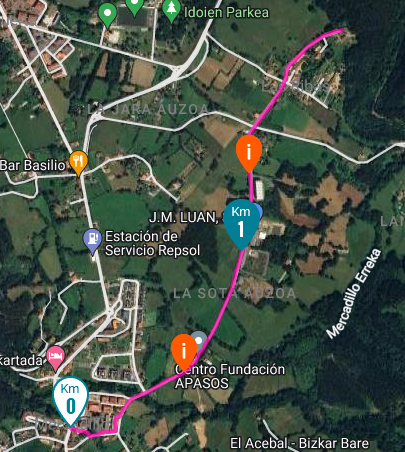 Idoien Parkea
LA JARA AUZOA
Bar Basilio
i
J.M. LUAN,
Km
1
Estación de
Servicio Repsol
LA SOTA AUZOA
Mercadillo Erreka
i
Centro Fundación
APASOS
Kartada
Km
0
El Acebal - Bizkar Bare